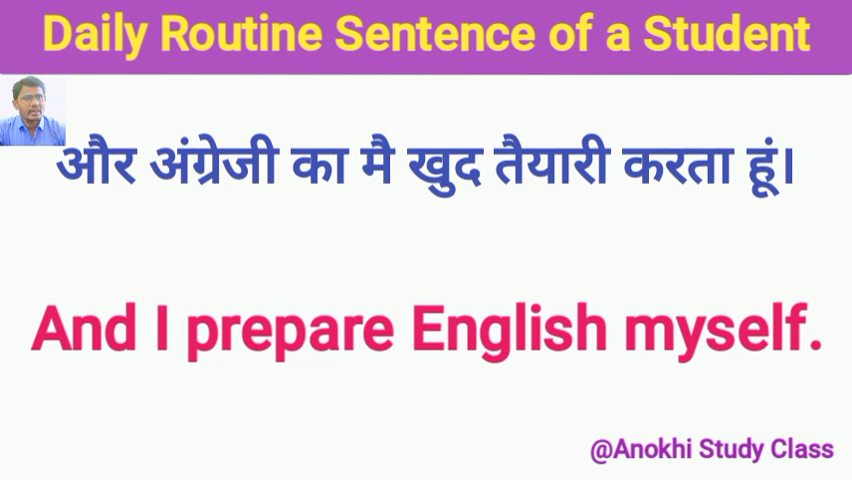 Daily Routine Sentence of a Student
और अंग्रेजी का मै खुद तैयारी करता हूं।
And I prepare English myself.
@Anokhi Study Class